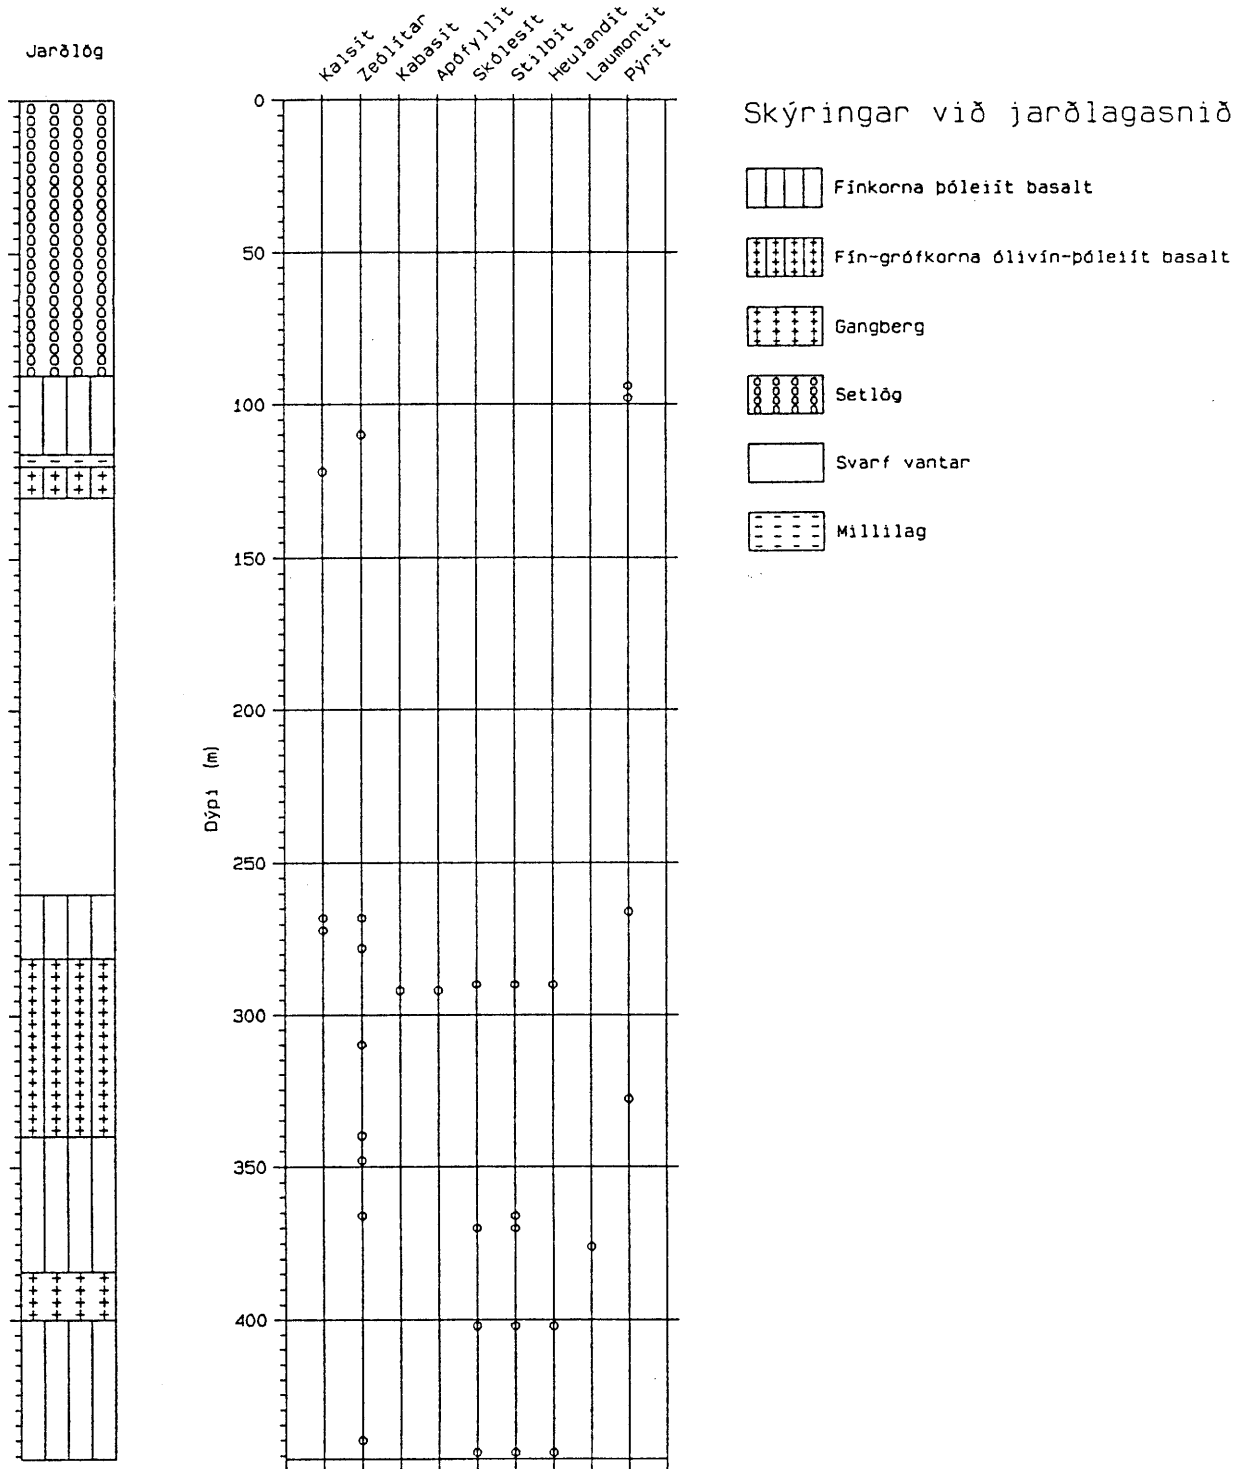 Jarðlög
Kalsít
Zeólítar
Kabasít
Apófyllít
Skólesít
Stilbít
Heulandít
Laumontít
Pýrít
0
50
100
150
200
250
300
350
400
Dýpi (m)
Skýringar við jarðlagasnið
Fínkorna þóleiít basalt
Fín-grófkorna ólivín-þóleiít basalt
Gangberg
Setlög
Svarf vantar
Millilag